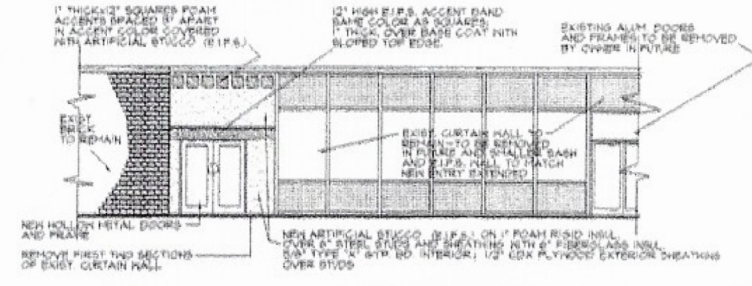 1" THICKx12" SQUARES FOAM
ACCENTS SPACED 3" APART
IN ACCENT COLOR COVERED
WITH ARTIFICIAL STUCCO (E.I.F.S.)
12" HIGH E.I.F.S. ACCENT BAND
SAME COLOR AS SQUARES
1" THICK, OVER BASE COAT WITH
SLOPED TOP EDGE.
EXISTING ALUM. DOORS
AND FRAMES TO BE REMOVED
BY OWNER IN FUTURE
EXIST.
BRICK
TO REMAIN
EXIST. CURTAIN WALL TO
REMAIN-TO BE REMOVED
IN FUTURE AND SMALLER SASH
AND E.I.F.S. WALL TO MATCH
NEW ENTRY EXTENDED
NEW HOLLOW METAL DOORS
AND FRAME
REMOVE FIRST TWO SECTIONS
OF EXIST. CURTAIN WALL
NEW ARTIFICIAL STUCCO (E.I.F.S.) ON 1" FOAM RIGID INSUL.
OVER 6" STEEL STUDS AND SHEATHING WITH 6" FIBERGLASS INSUL.
5/8" TYPE 'X' GYP. BD. INTERIOR; 1/2" CDX PLYWOOD EXTERIOR SHEATHING
OVER STUDS